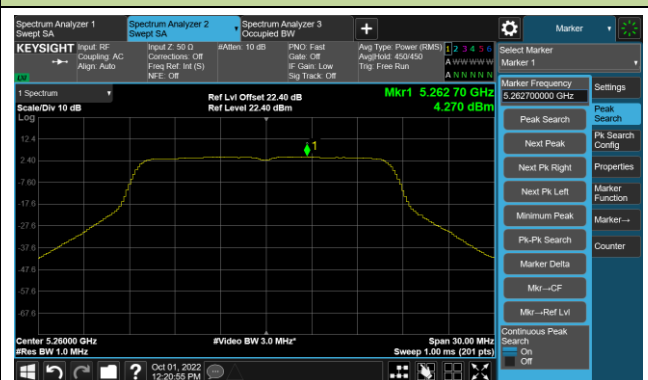 Spectrum Analyzer 1
Swept SA
Spectrum Analyzer 2
Swept SA
Spectrum Analyzer 3
Occupied BW
+
Marker
KEYSIGHT
Input: RF
Coupling: AC
Align: Auto
Input Z: 50 Ω
Corrections: Off
Freq Ref: Int (S)
NFE: Off
#Atten: 10 dB
PNO: Fast
Gate: Off
IF Gain: Low
Sig Track: Off
Avg Type: Power (RMS)
Avg|Hold: 450/450
Trig: Free Run
1 2 3 4 5 6
A W W W W W
A N N N N N
Select Marker
Marker 1
1 Spectrum
Scale/Div 10 dB
Log
Ref Lvl Offset 22.40 dB
Ref Level 22.40 dBm
Mkr1 5.262 70 GHz
4.270 dBm
1
12.4
2.40
-7.60
-17.6
-27.6
-37.6
-47.6
-57.6
-67.6
Center 5.26000 GHz
#Res BW 1.0 MHz
#Video BW 3.0 MHz*
Span 30.00 MHz
Sweep 1.00 ms (201 pts)
Marker Frequency
5.262700000 GHz
Peak Search
Next Peak
Next Pk Right
Next Pk Left
Minimum Peak
Pk-Pk Search
Marker Delta
Mkr→CF
Mkr→Ref Lvl
Continuous Peak
Search
On
Off
Settings
Peak
Search
Pk Search
Config
Properties
Marker
Function
Marker→
Counter
?
Oct 01, 2022
12:20:55 PM